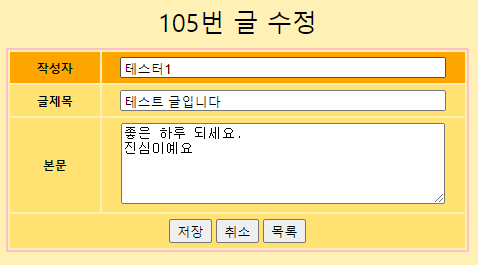 105번 글 수정
작성자 테스터1
글제목 테스트 글입니다
본문 좋은 하루 되세요.
진심이예요
저장 취소 목록